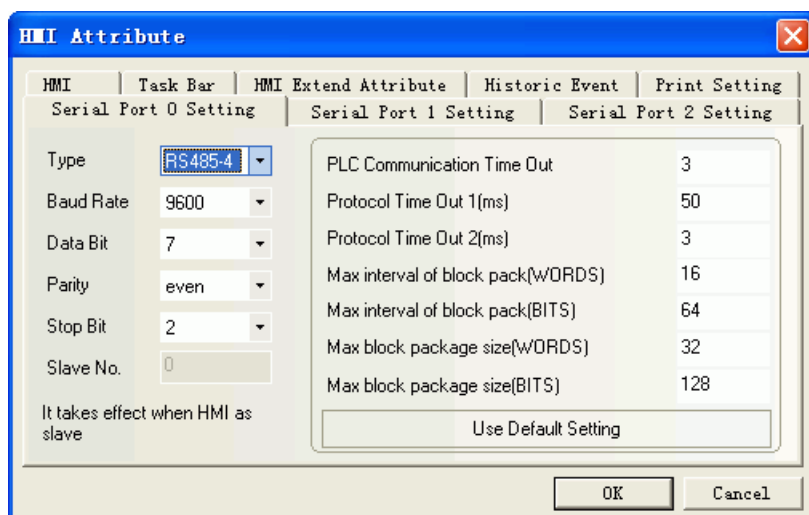 HMI Attribute
HMI Task Bar HMI Extend Attribute Historic Event Print Setting
Serial Port 0 Setting Serial Port 1 Setting Serial Port 2 Setting
Type RS485-4
Baud Rate 9600
Data Bit 7
Parity even
Stop Bit 2
Slave No. 0
It takes effect when HMI as
slave
PLC Communication Time Out 3
Protocol Time Out 1(ms) 50
Protocol Time Out 2(ms) 3
Max interval of block pack(WORDS) 16
Max interval of block pack(BITS) 64
Max block package size(WORDS) 32
Max block package size(BITS) 128
Use Default Setting
OK Cancel